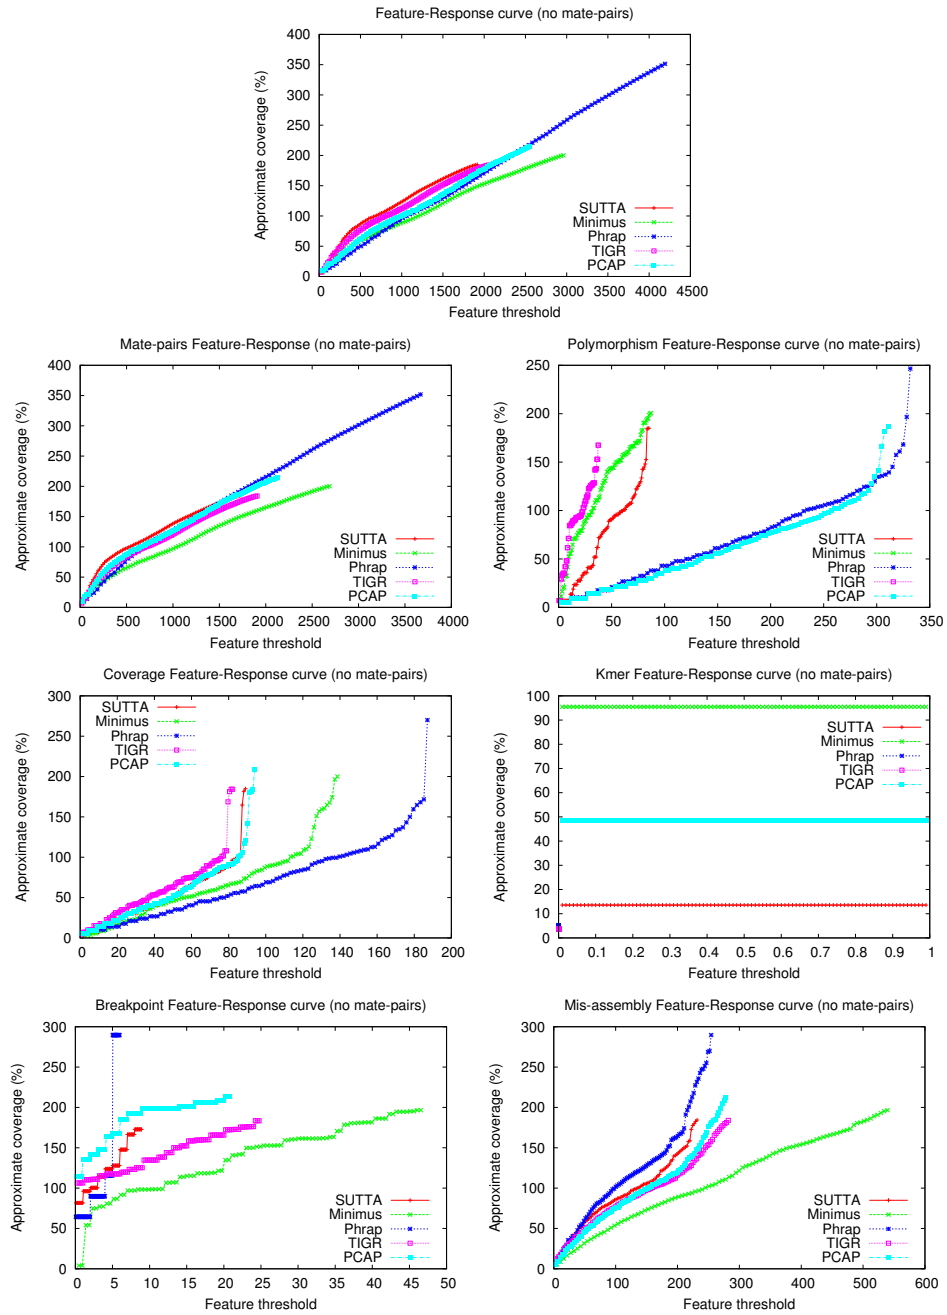 Feature-Response curve (no mate-pairs)
400
350
300
250
200
150
100
50
0
Approximate coverage (%)
SUTTA
Minimus
Phrap
TIGR
PCAP
0 500 1000 1500 2000 2500 3000 3500 4000 4500
Feature threshold
Mate-pairs Feature-Response (no mate-pairs)
400
350
300
250
200
150
100
50
0
Approximate coverage (%)
SUTTA
Minimus
Phrap
TIGR
PCAP
0 500 1000 1500 2000 2500 3000 3500 4000
Feature threshold
Polymorphism Feature-Response curve (no mate-pairs)
250
200
150
100
50
0
Approximate coverage (%)
SUTTA
Minimus
Phrap
TIGR
PCAP
0 50 100 150 200 250 300 350
Feature threshold
Coverage Feature-Response curve (no mate-pairs)
300
250
200
150
100
50
0
Approximate coverage (%)
SUTTA
Minimus
Phrap
TIGR
PCAP
0 20 40 60 80 100 120 140 160 180 200
Feature threshold
Kmer Feature-Response curve (no mate-pairs)
100
90
80
70
60
50
40
30
20
10
0
Approximate coverage (%)
SUTTA
Minimus
Phrap
TIGR
PCAP
0 0.1 0.2 0.3 0.4 0.5 0.6 0.7 0.8 0.9 1
Feature threshold
Breakpoint Feature-Response curve (no mate-pairs)
300
250
200
150
100
50
0
Approximate coverage (%)
SUTTA
Minimus
Phrap
TIGR
PCAP
0 5 10 15 20 25 30 35 40 45 50
Feature threshold
Mis-assembly Feature-Response curve (no mate-pairs)
300
250
200
150
100
50
0
Approximate coverage (%)
SUTTA
Minimus
Phrap
TIGR
PCAP
0 100 200 300 400 500 600
Feature threshold